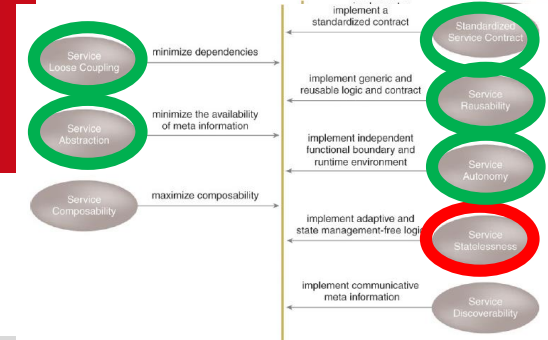 implement a
standardized contract
Standardized
Service Contract
Service
Loose Coupling
minimize dependencies
implement generic and
reusable logic and contract
Service
Reusability
minimize the availability
of meta information
Service
Abstraction
implement independent
functional boundary and
runtime environment
Service
Autonomy
maximize composability
Service
Composability
implement adaptive and
state management-free logic
Service
Statelessness
implement communicative
meta information
Service
Discoverability